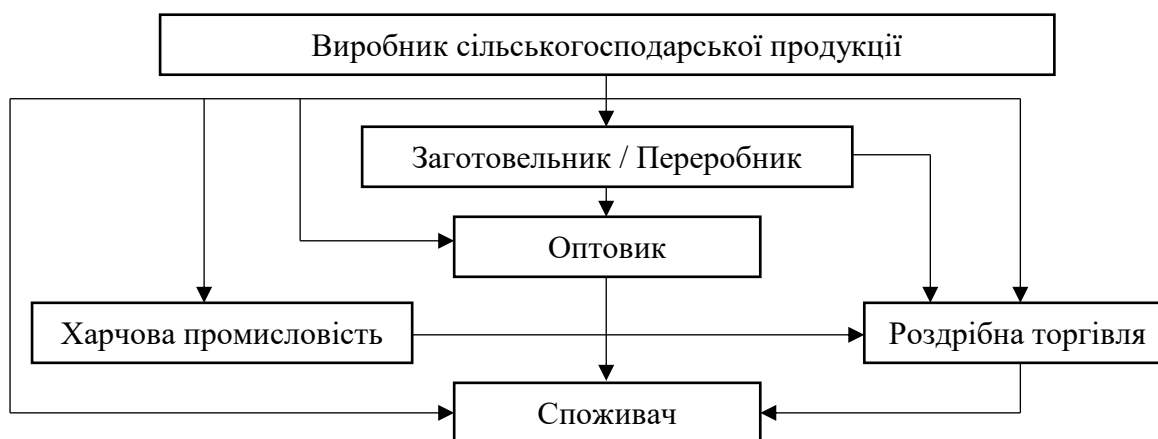 Виробник сільськогосподарської продукції
Заготовельник / Переробник
Оптовик
Харчова промисловість
Роздрібна торгівля
Споживач